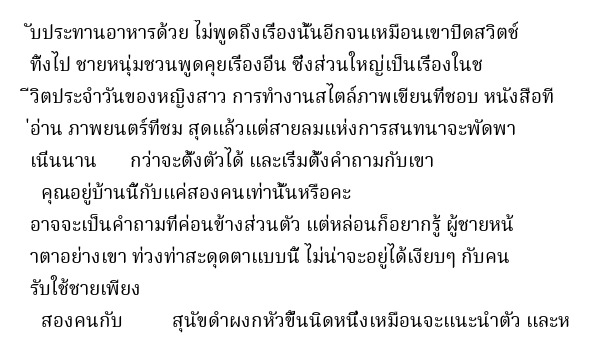 ับประทานอาหารด้วย ไม่พูดถึงเรื่องนั้นอีกจนเหมือนเขาปิดสวิตช์
ทิ้งไป ชายหนุ่มชวนพูดคุยเรื่องอื่น ซึ่งส่วนใหญ่เป็นเรื่องในช
ีวิตประจำวันของหญิงสาว การทำงานสไตล์ภาพเขียนที่ชอบ หนังสือที
่อ่าน ภาพยนตร์ที่ชม สุดแล้วแต่สายลมแห่งการสนทนาจะพัดพา
เนิ่นนาน กว่าจะตั้งตัวได้ และเริ่มตั้งคำถามกับเขา
คุณอยู่บ้านนี้กับแค่สองคนเท่านั้นหรือคะ
อาจจะเป็นคำถามที่ค่อนข้างส่วนตัว แต่หล่อนก็อยากรู้ ผู้ชายหน้
าตาอย่างเขา ท่วงท่าสะดุดตาแบบนี้ ไม่น่าจะอยู่ได้เงียบๆ กับคน
รับใช้ชายเพียง
สองคนกับ สุนัขดำผงกหัวขึ้นนิดหนึ่งเหมือนจะแนะนำตัว และห